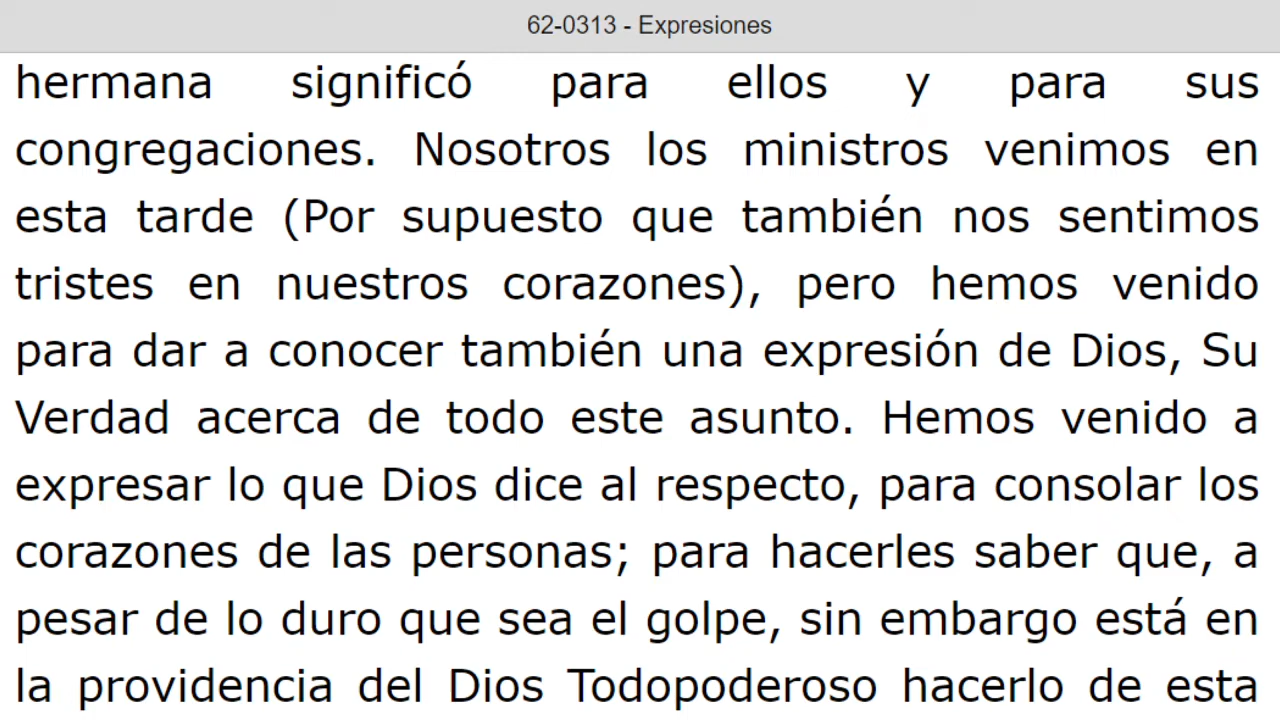 62-0313 - Expresiones
hermana significó para ellos y para sus
congregaciones. Nosotros los ministros venimos en
esta tarde (Por supuesto que también nos sentimos
tristes en nuestros corazones), pero hemos venido
para dar a conocer también una expresión de Dios, Su
Verdad acerca de todo este asunto. Hemos venido a
expresar lo que Dios dice al respecto, para consolar los
corazones de las personas; para hacerles saber que, a
pesar de lo duro que sea el golpe, sin embargo está en
la providencia del Dios Todopoderoso hacerlo de esta